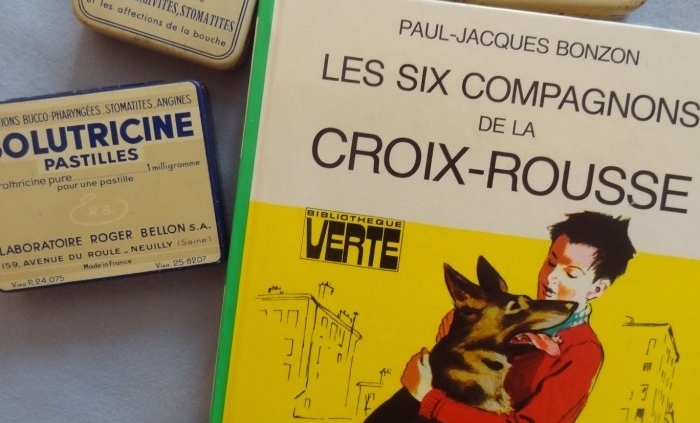 GIVITES, STOMATITES
et les affections de la bouche
IONS BUCCO-PHARYNGÉES, STOMATITES, ANGINES
SOLUTRICINE
PASTILLES
rothricine pure 1 milligramme
pour une pastille
R.B
LABORATOIRE ROGER BELLON S.A.
159, AVENUE DU ROULE - NEUILLY (Seine)
Made in France
Visa P. 24.075
Visa 25-8207
PAUL-JACQUES BONZON
LES SIX COMPAGNONS
DE LA
CROIX-ROUSSE
BIBLIOTHEQUE
VERTE